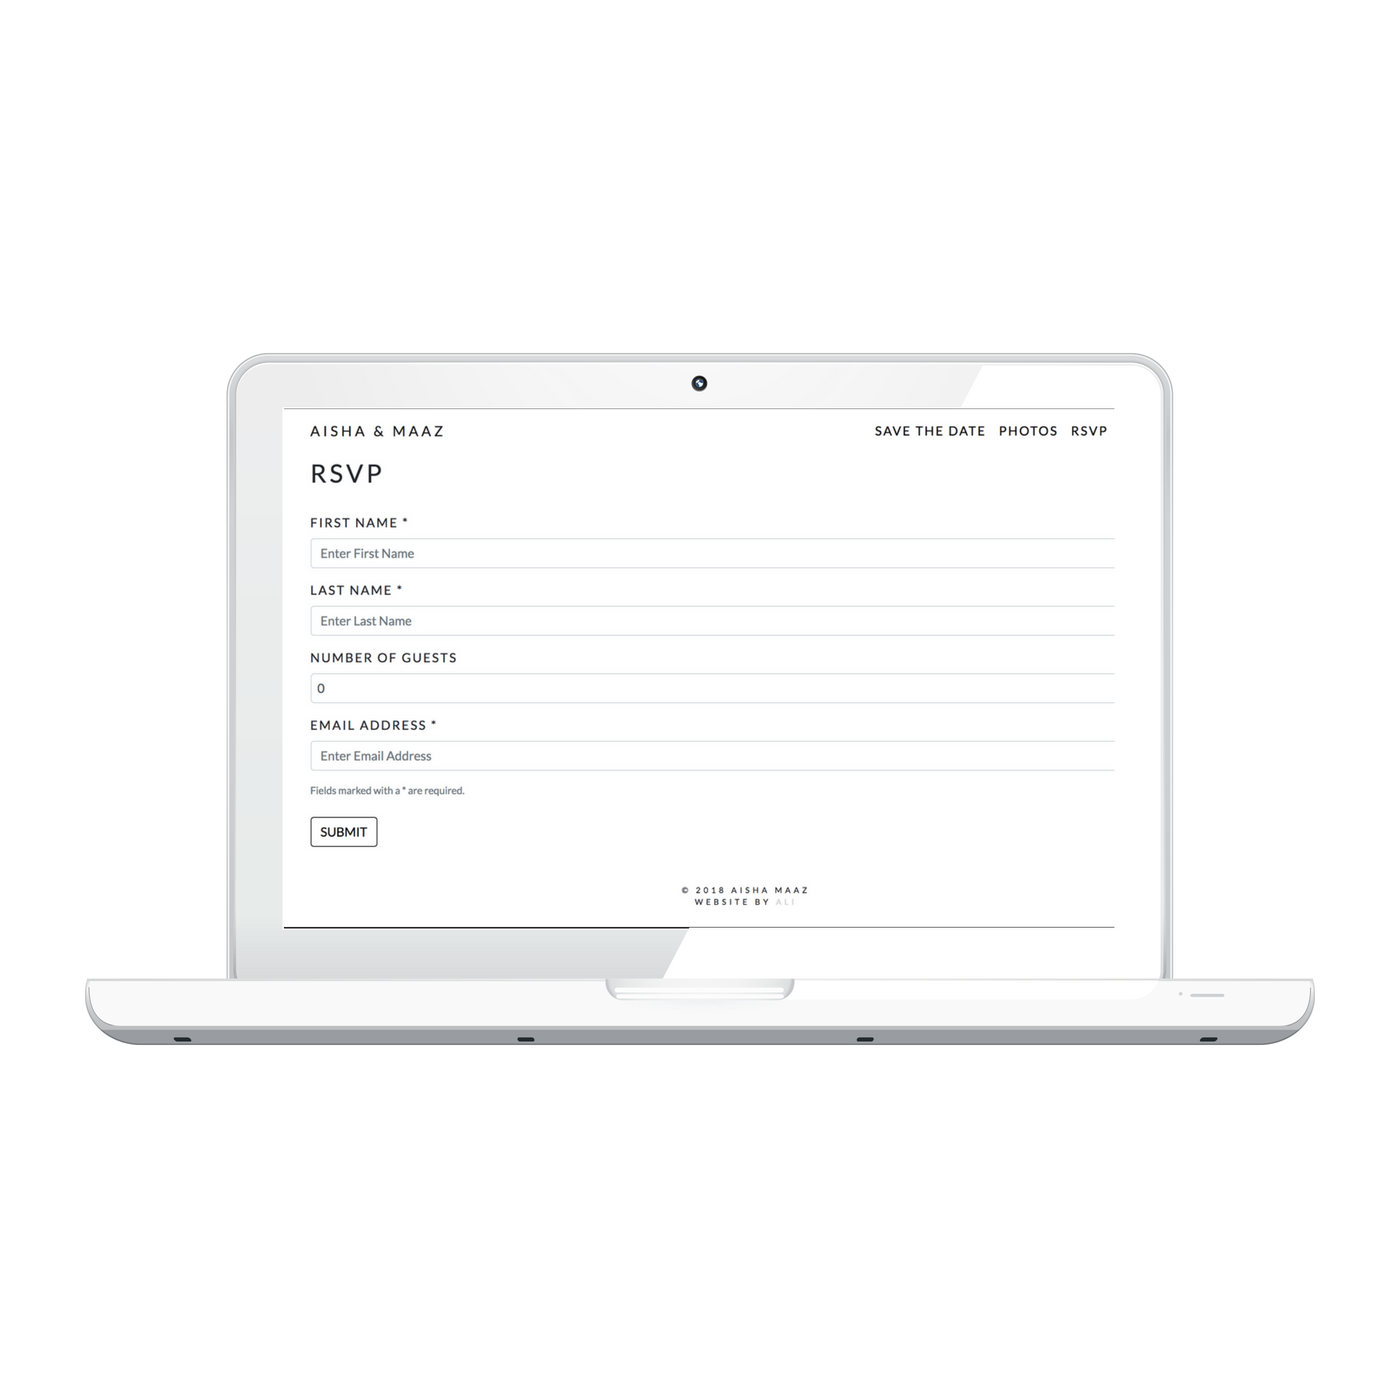 AISHA & MAAZ SAVE THE DATE PHOTOS RSVP
RSVP
FIRST NAME *
Enter First Name
LAST NAME *
Enter Last Name
NUMBER OF GUESTS
0
EMAIL ADDRESS *
Enter Email Address
Fields marked with a * are required.
SUBMIT
© 2018 AISHA MAAZ
WEBSITE BY ALI